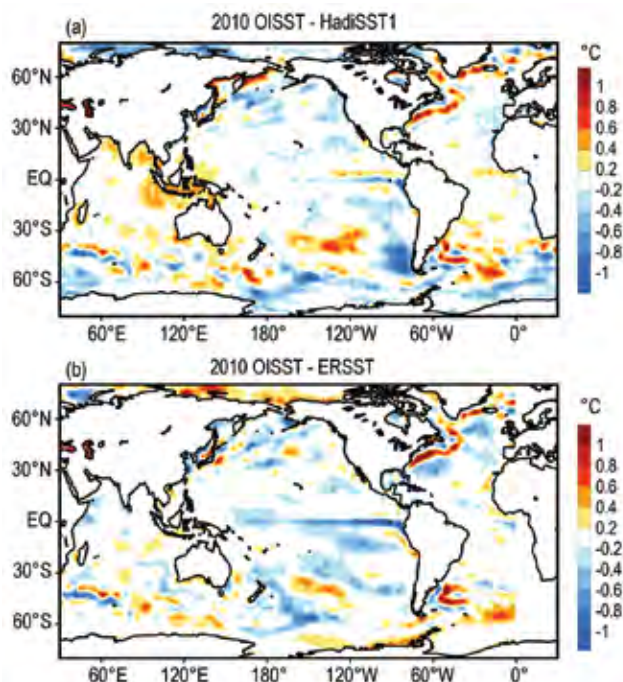 (a) 2010 OISST - HadISST1
°C
60°N
30°N
EQ
30°S
60°S
1
0.8
0.6
0.4
0.2
-0.2
-0.4
-0.6
-0.8
-1
60°E 120°E 180° 120°W 60°W 0°
(b) 2010 OISST - ERSST
°C
60°N
30°N
EQ
30°S
60°S
1
0.8
0.6
0.4
0.2
-0.2
-0.4
-0.6
-0.8
-1
60°E 120°E 180° 120°W 60°W 0°